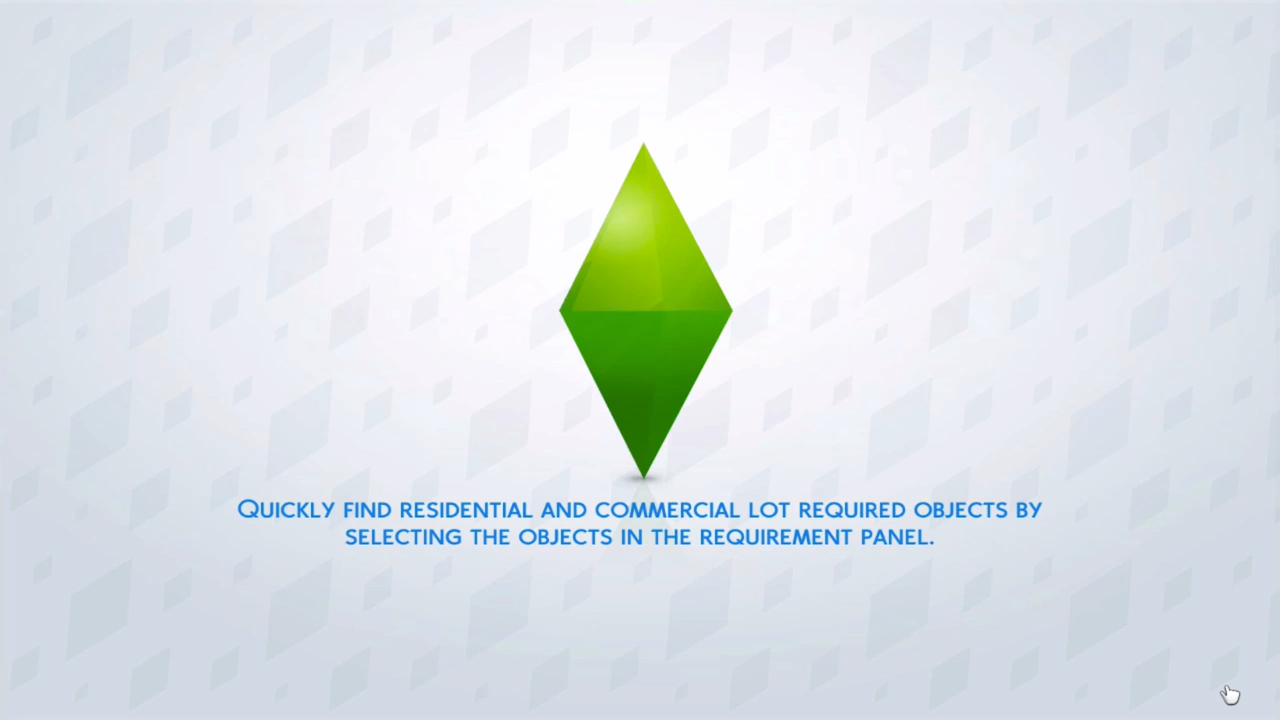 Quickly find residential and commercial lot required objects by
selecting the objects in the requirement panel.